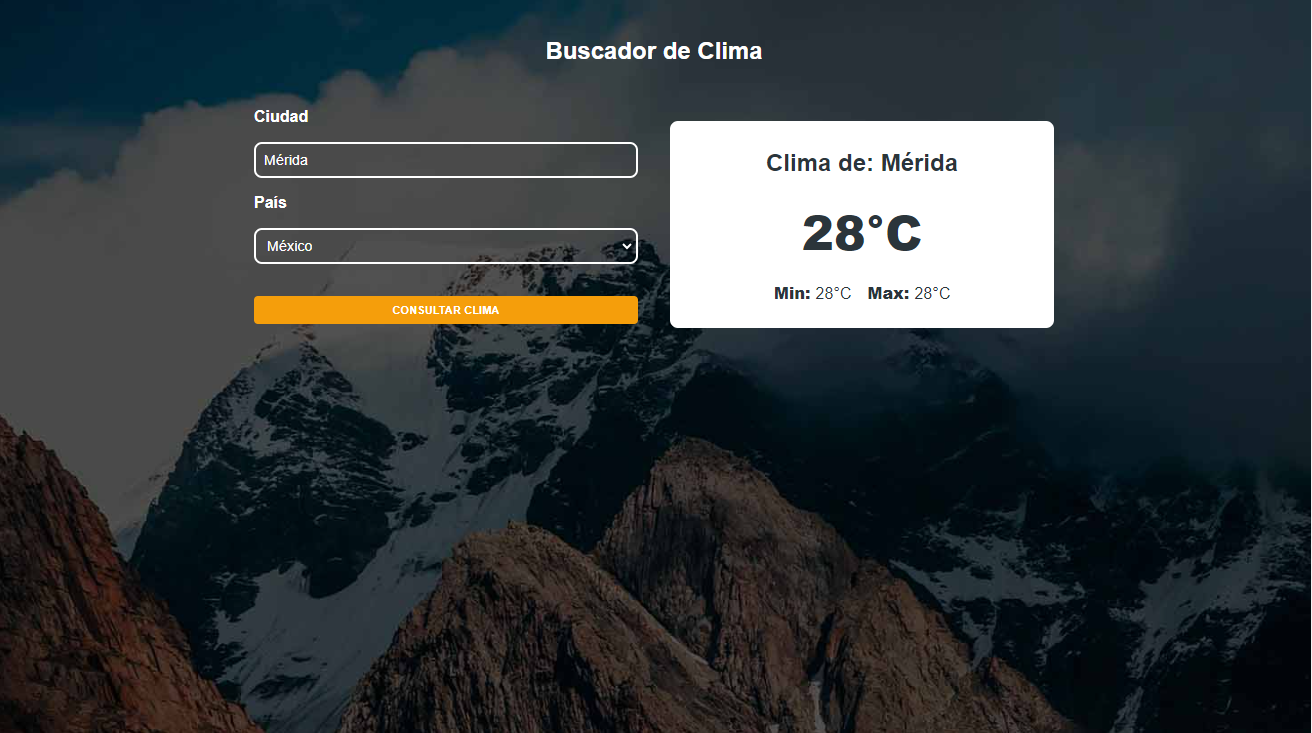 Buscador de Clima
Ciudad
Mérida
País
México
CONSULTAR CLIMA
Clima de: Mérida
28°C
Min: 28°C Max: 28°C